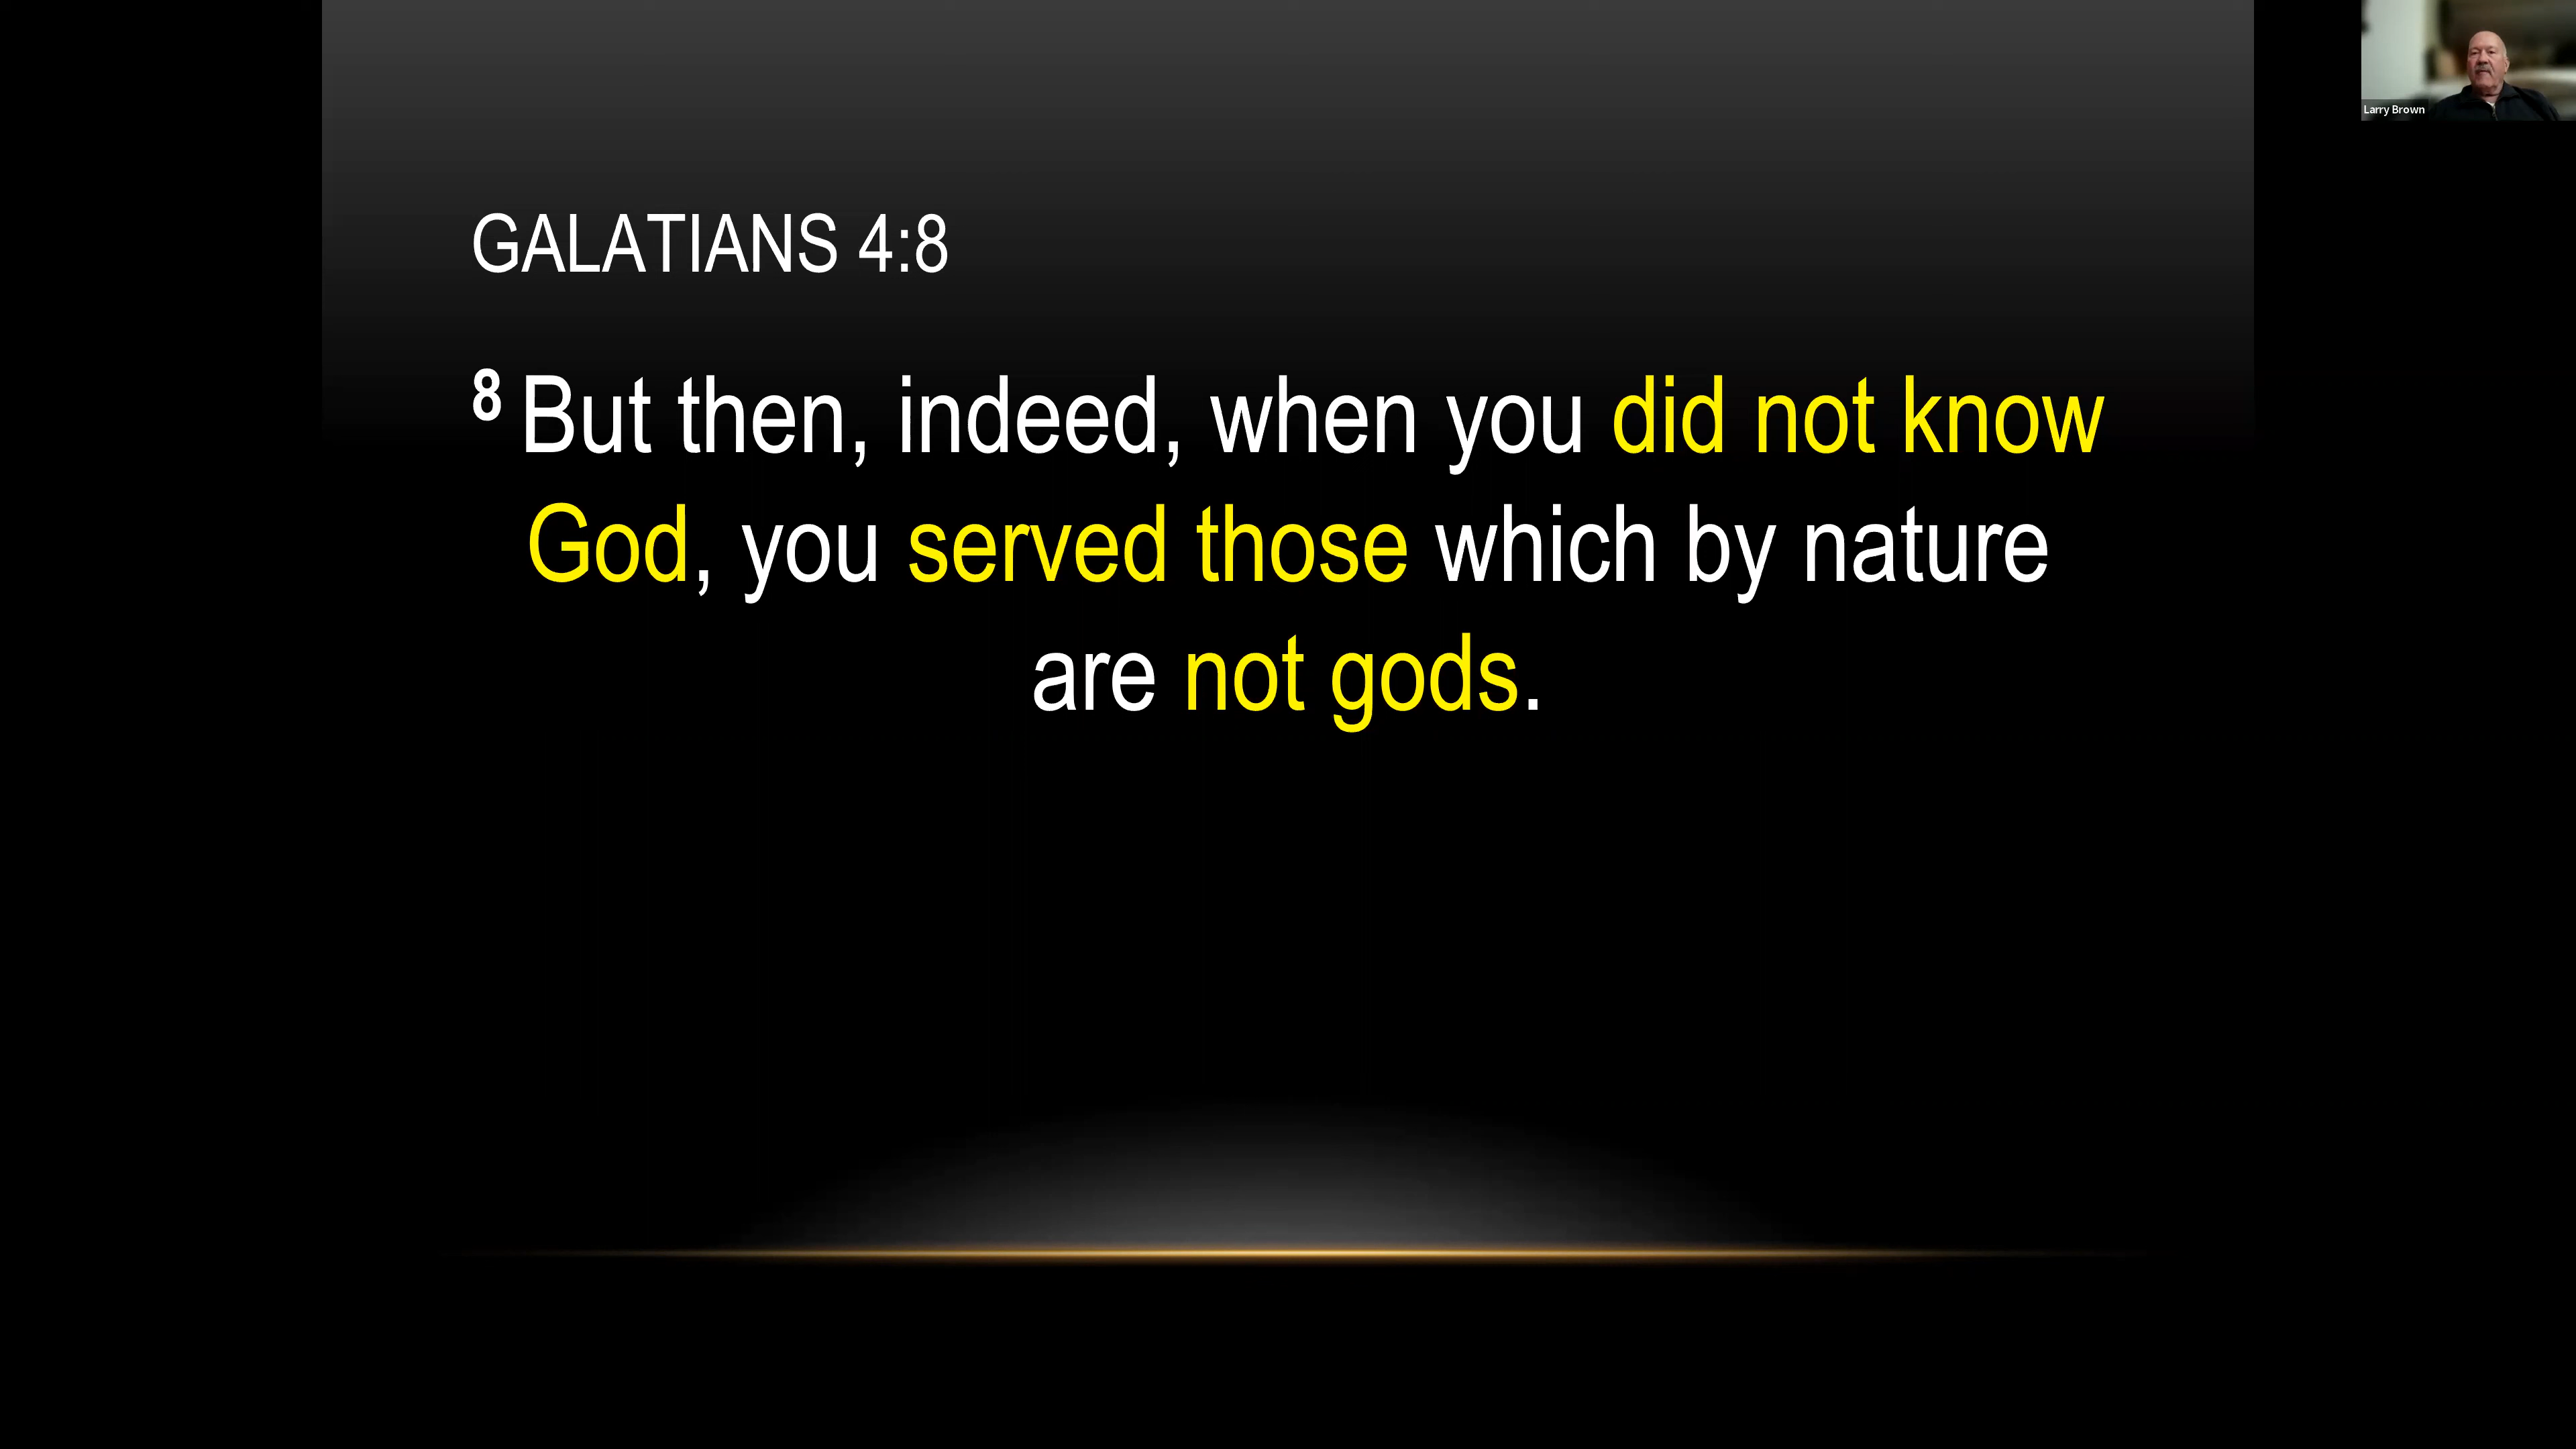 Larry Brown
GALATIANS 4:8
8 But then, indeed, when you did not know
God, you served those which by nature
are not gods.